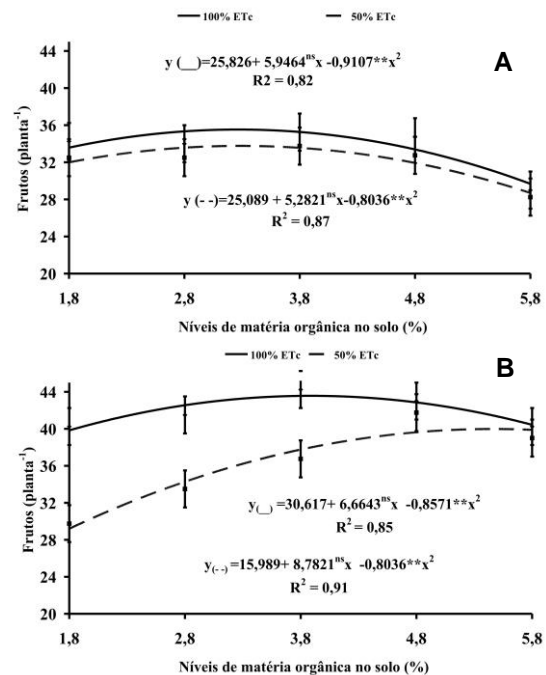 100% ETc 50% ETc
A
y (__)=25,826+ 5,9464ⁿˢx -0,9107**x²
R2 = 0,82
Frutos (planta⁻¹)
44
40
36
32
28
24
20
y (- -)=25,089 + 5,2821ⁿˢx-0,8036**x²
R² = 0,87
1,8 2,8 3,8 4,8 5,8
Níveis de matéria orgânica no solo (%)
100% ETc 50% ETc
B
Frutos (planta⁻¹)
44
40
36
32
28
24
20
y(__) =30,617+ 6,6643ⁿˢx -0,8571**x²
R² = 0,85
y(- -) =15,989+ 8,7821ⁿˢx -0,8036**x²
R² = 0,91
1,8 2,8 3,8 4,8 5,8
Níveis de matéria orgânica no solo (%)